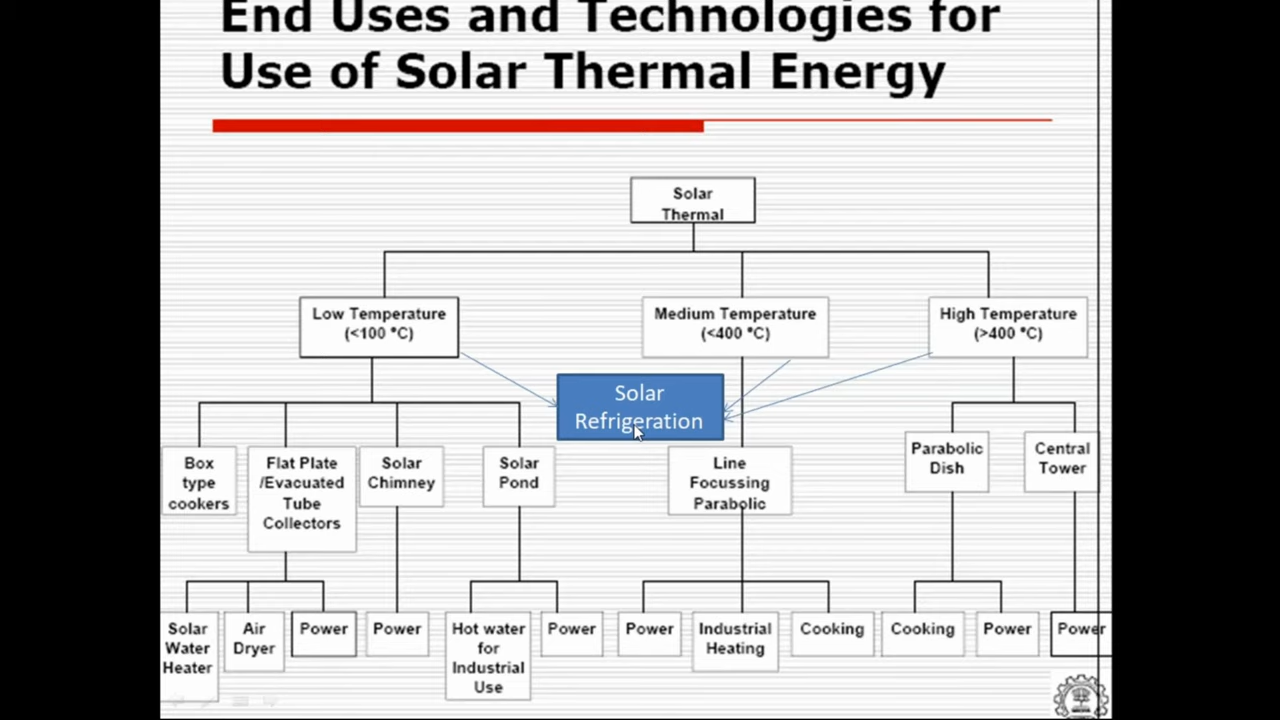 End Uses and Technologies for
Use of Solar Thermal Energy
Solar
Thermal
Low Temperature
(<100 °C)
Medium Temperature
(<400 °C)
High Temperature
(>400 °C)
Solar
Refrigeration
Box
type
cookers
Flat Plate
/Evacuated
Tube
Collectors
Solar
Chimney
Solar
Pond
Line
Focussing
Parabolic
Parabolic
Dish
Central
Tower
Solar
Water
Heater
Air
Dryer
Power
Power
Hot water
for
Industrial
Use
Power
Power
Industrial
Heating
Cooking
Cooking
Power
Power